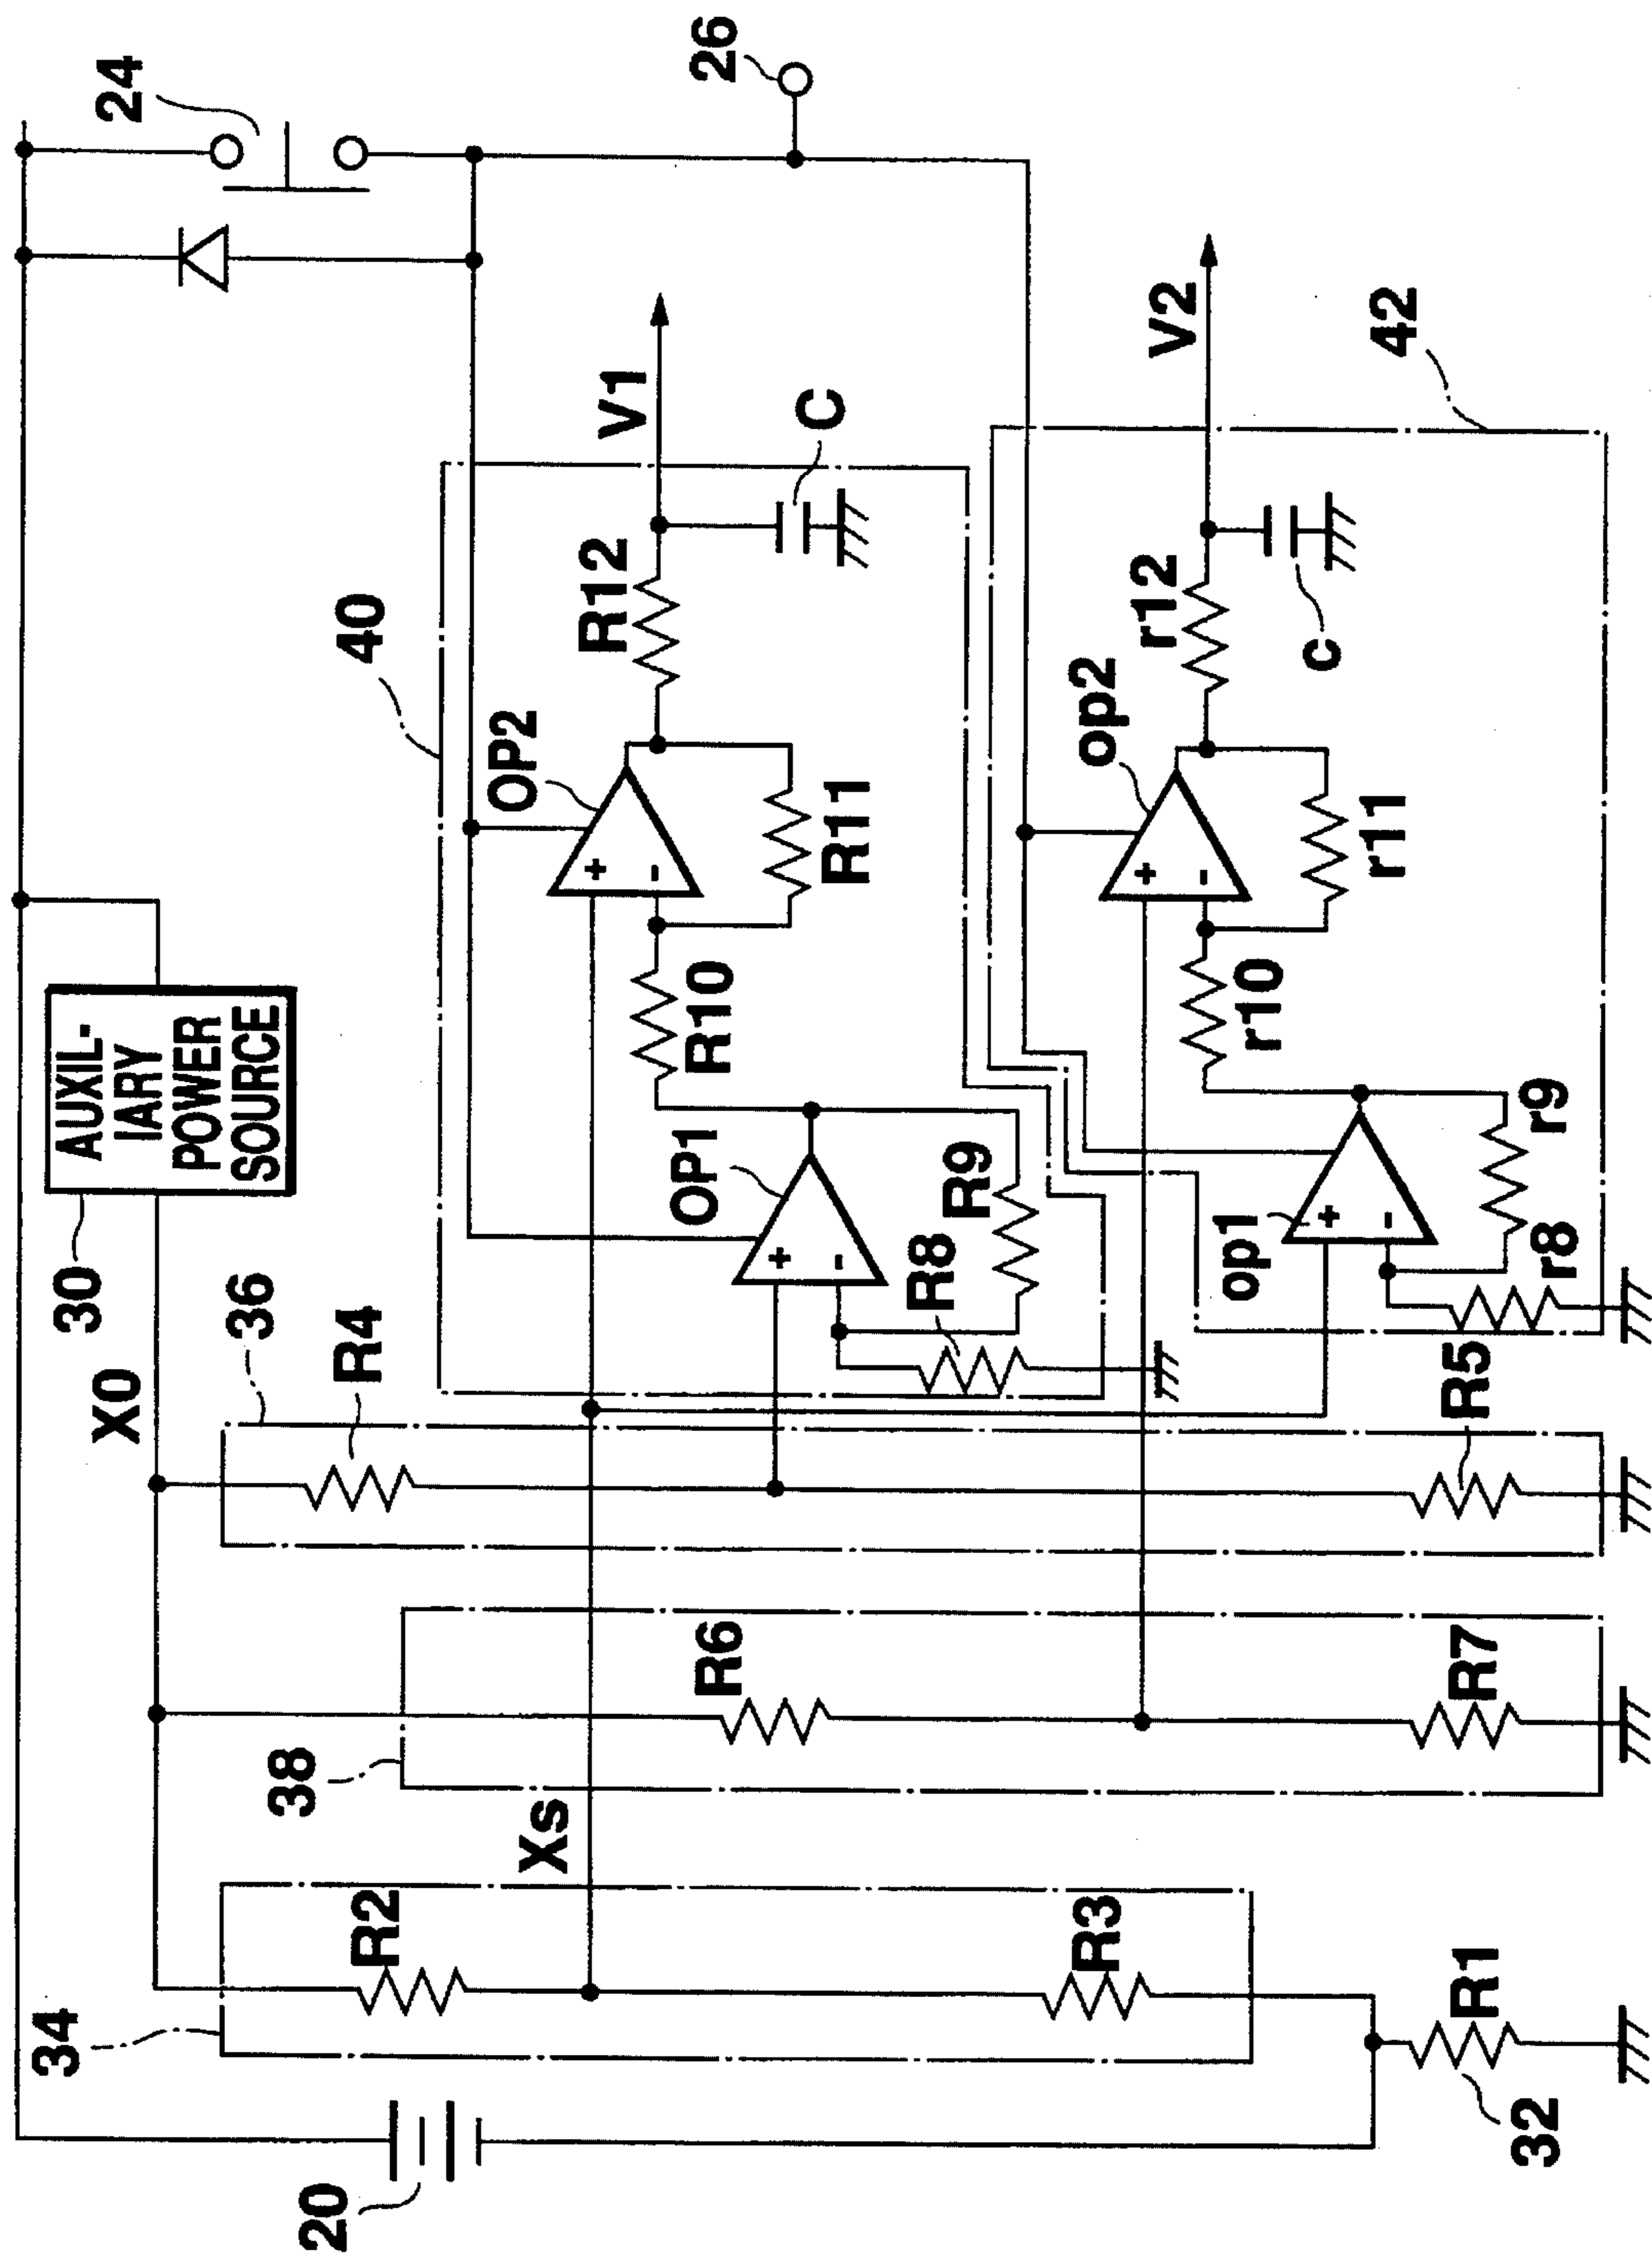 34
30
AUXIL-
IARY
POWER
SOURCE
X0
24
36
38
20
R4
40
R2
OP2
Xs
R12
V1
OP1
R10
26
R6
+
-
+
-
C
R11
R8
R9
R3
op2
r12
V2
op1
r10
+
-
+
-
c
r11
42
R1
R7
R5
32
r8
r9